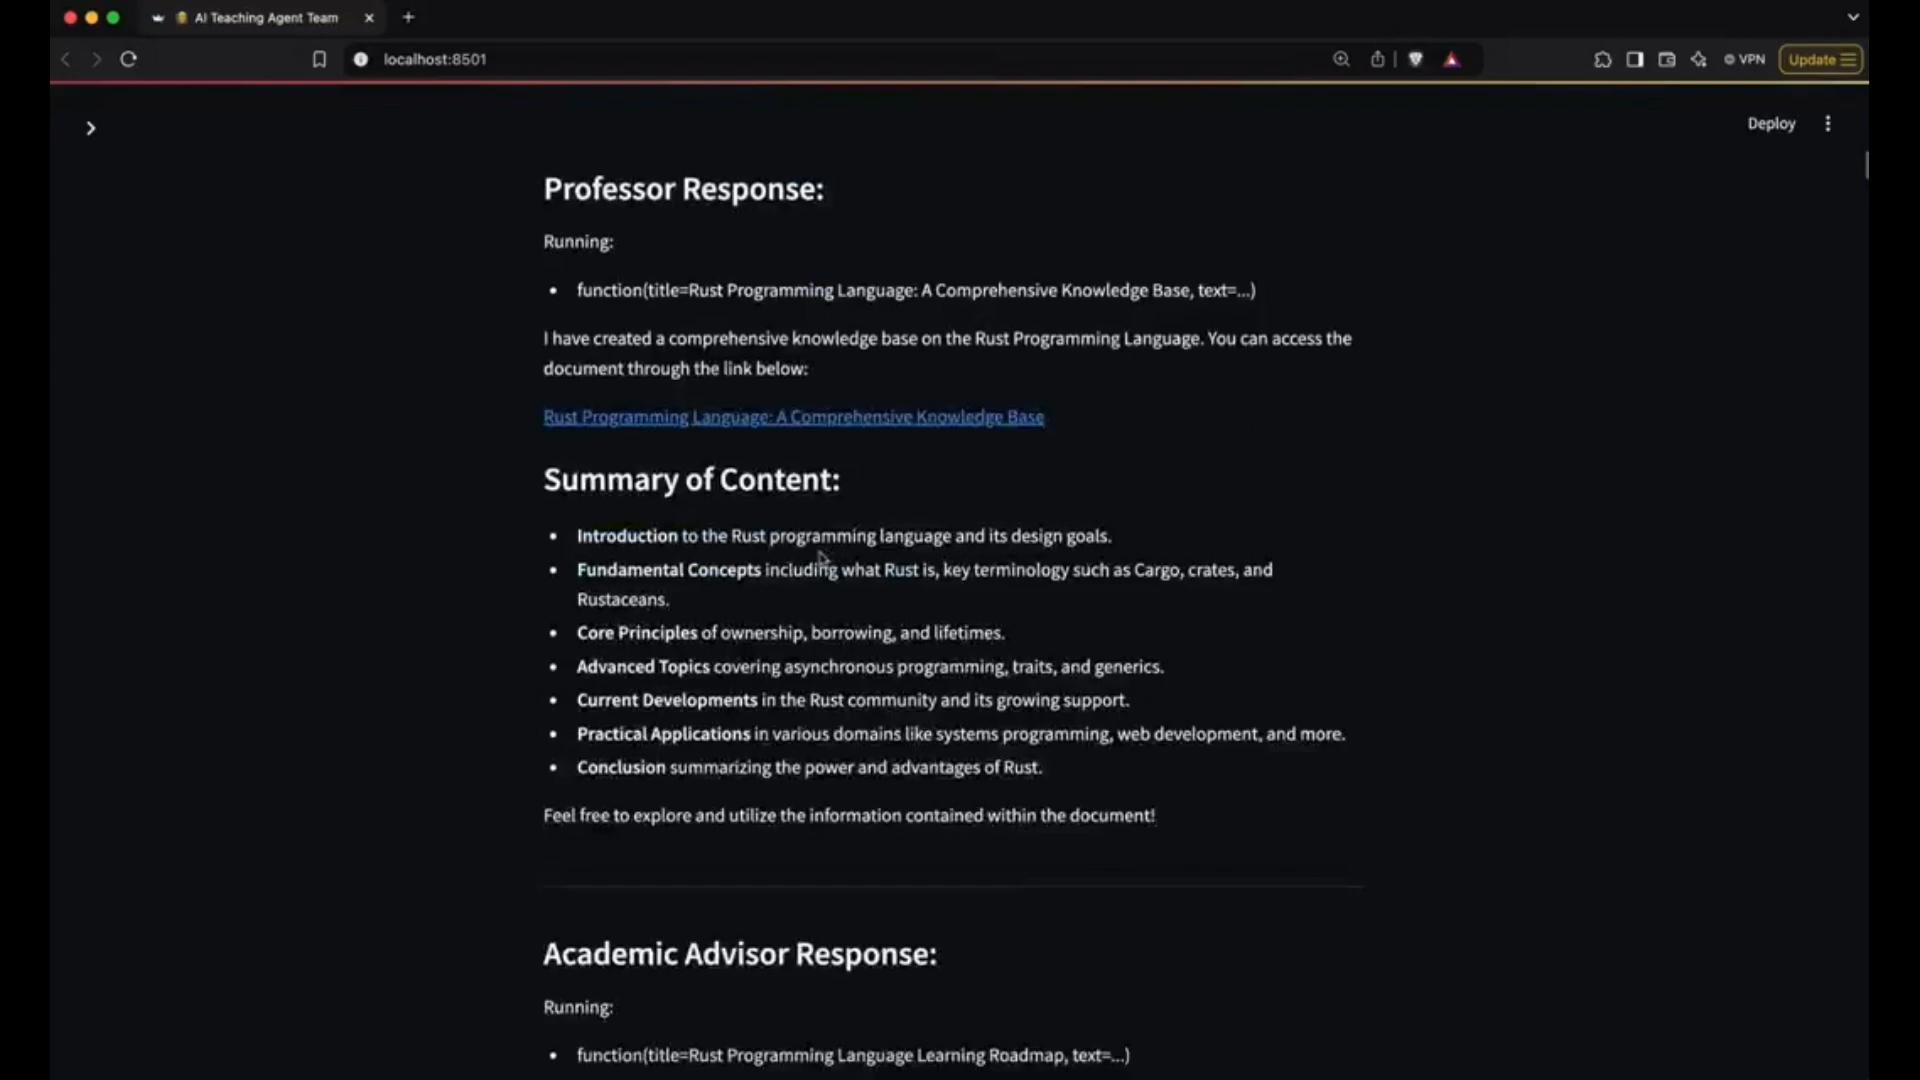 AI Teaching Agent Team
localhost:8501
VPN
Update
Deploy
Professor Response:
Running:
• function(title=Rust Programming Language: A Comprehensive Knowledge Base, text=...)
I have created a comprehensive knowledge base on the Rust Programming Language. You can access the
document through the link below:
Rust Programming Language: A Comprehensive Knowledge Base
Summary of Content:
• Introduction to the Rust programming language and its design goals.
• Fundamental Concepts including what Rust is, key terminology such as Cargo, crates, and
Rustaceans.
• Core Principles of ownership, borrowing, and lifetimes.
• Advanced Topics covering asynchronous programming, traits, and generics.
• Current Developments in the Rust community and its growing support.
• Practical Applications in various domains like systems programming, web development, and more.
• Conclusion summarizing the power and advantages of Rust.
Feel free to explore and utilize the information contained within the document!
Academic Advisor Response:
Running:
• function(title=Rust Programming Language Learning Roadmap, text=...)